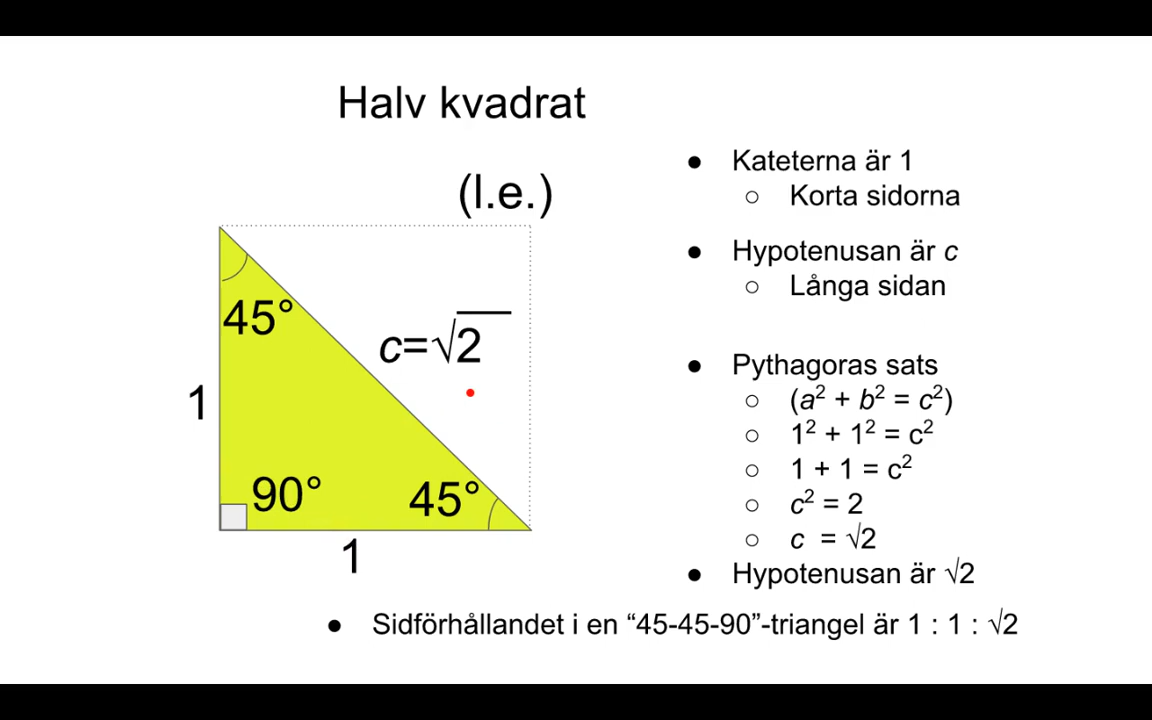 Halv kvadrat
(l.e.)
45°
c=√2
1
90°
45°
1
● Kateterna är 1
○ Korta sidorna
● Hypotenusan är c
○ Långa sidan
● Pythagoras sats
○ (a² + b² = c²)
○ 1² + 1² = c²
○ 1 + 1 = c²
○ c² = 2
○ c = √2
● Hypotenusan är √2
● Sidförhållandet i en “45-45-90”-triangel är 1 : 1 : √2